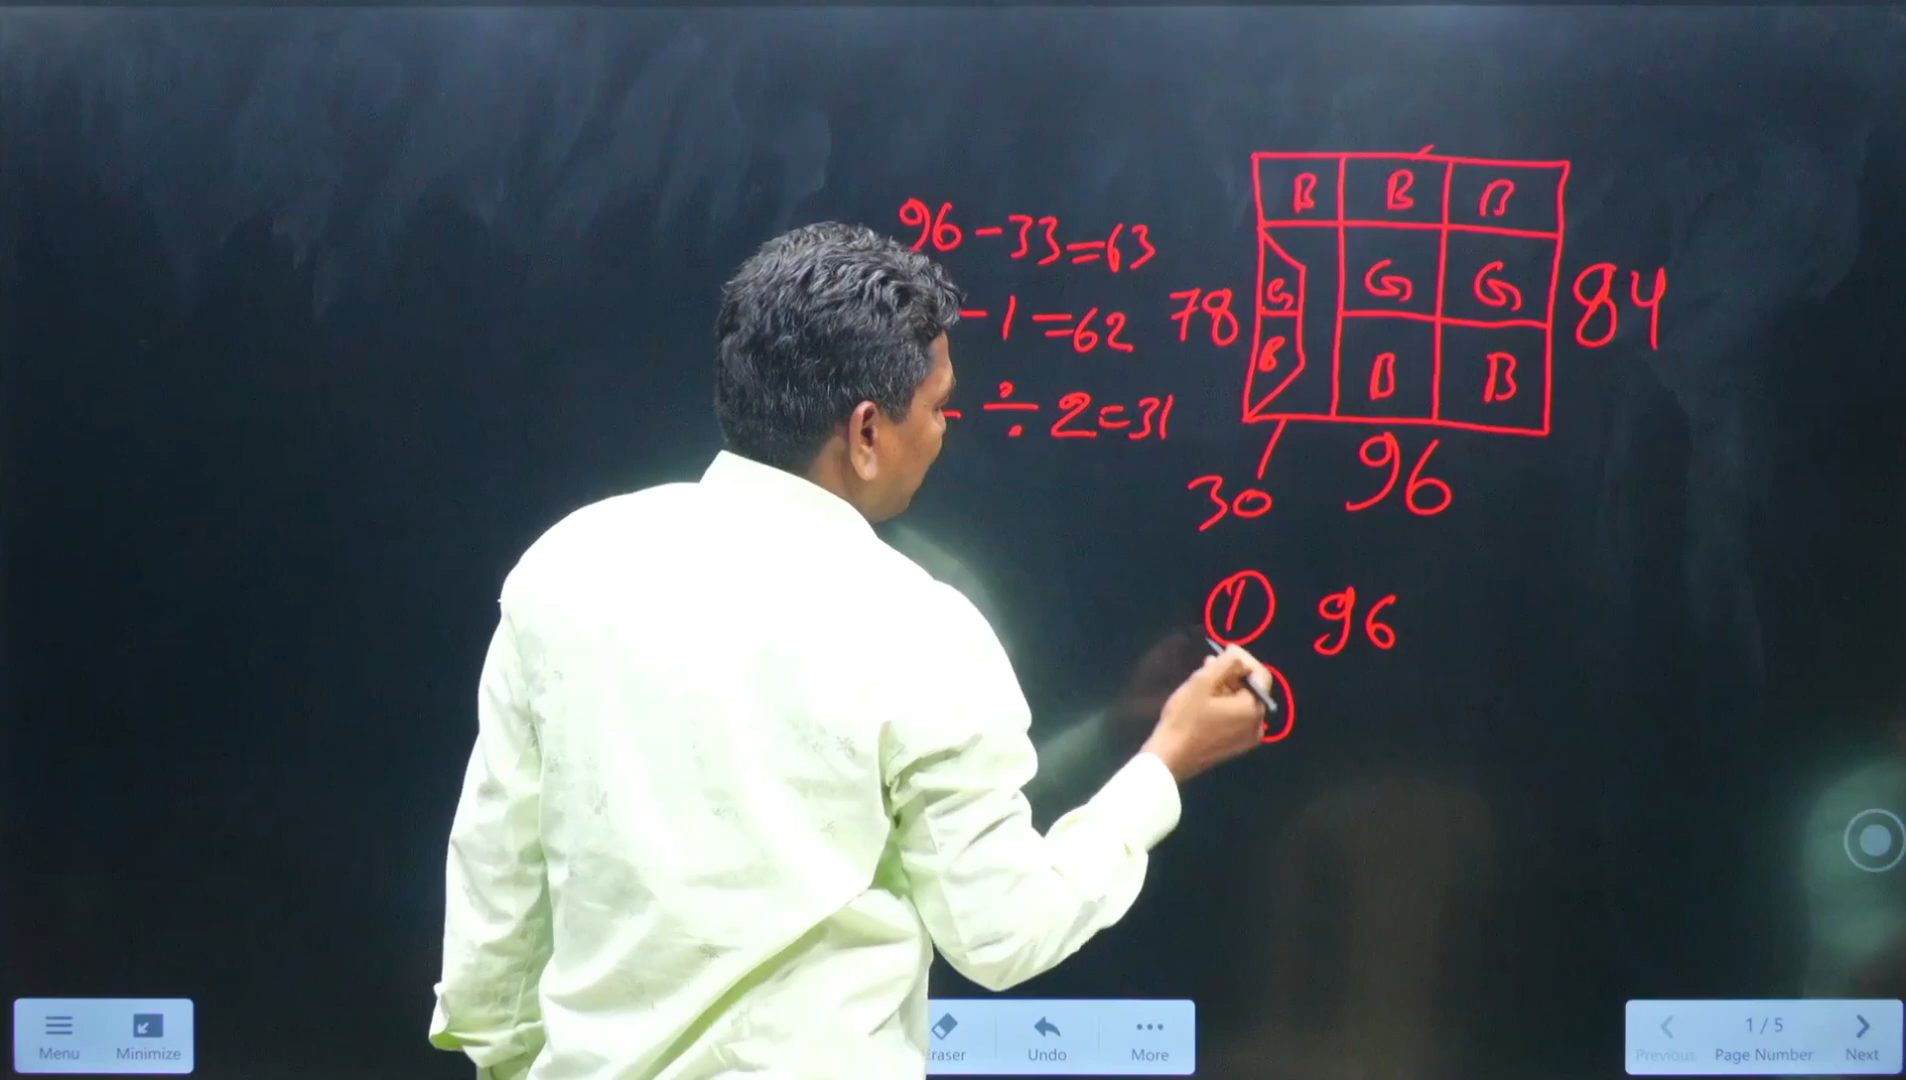 B B B
96-33=63
G G G
78
84
-1=62
B B B
- ÷2=31
30 96
1 96
Menu Minimize raser Undo More Previous 1/5 Page Number Next